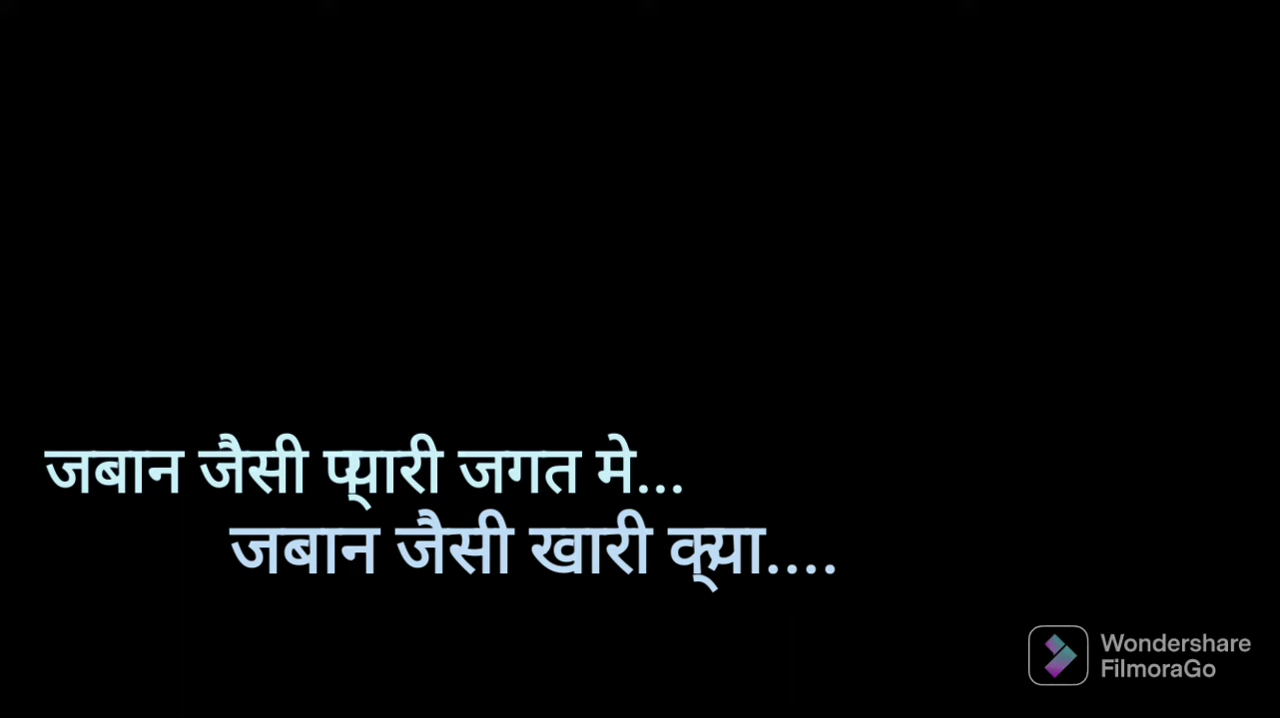 जबान जैसी प्यारी जगत मे...
जबान जैसी खारी क्या....
Wondershare
FilmoraGo